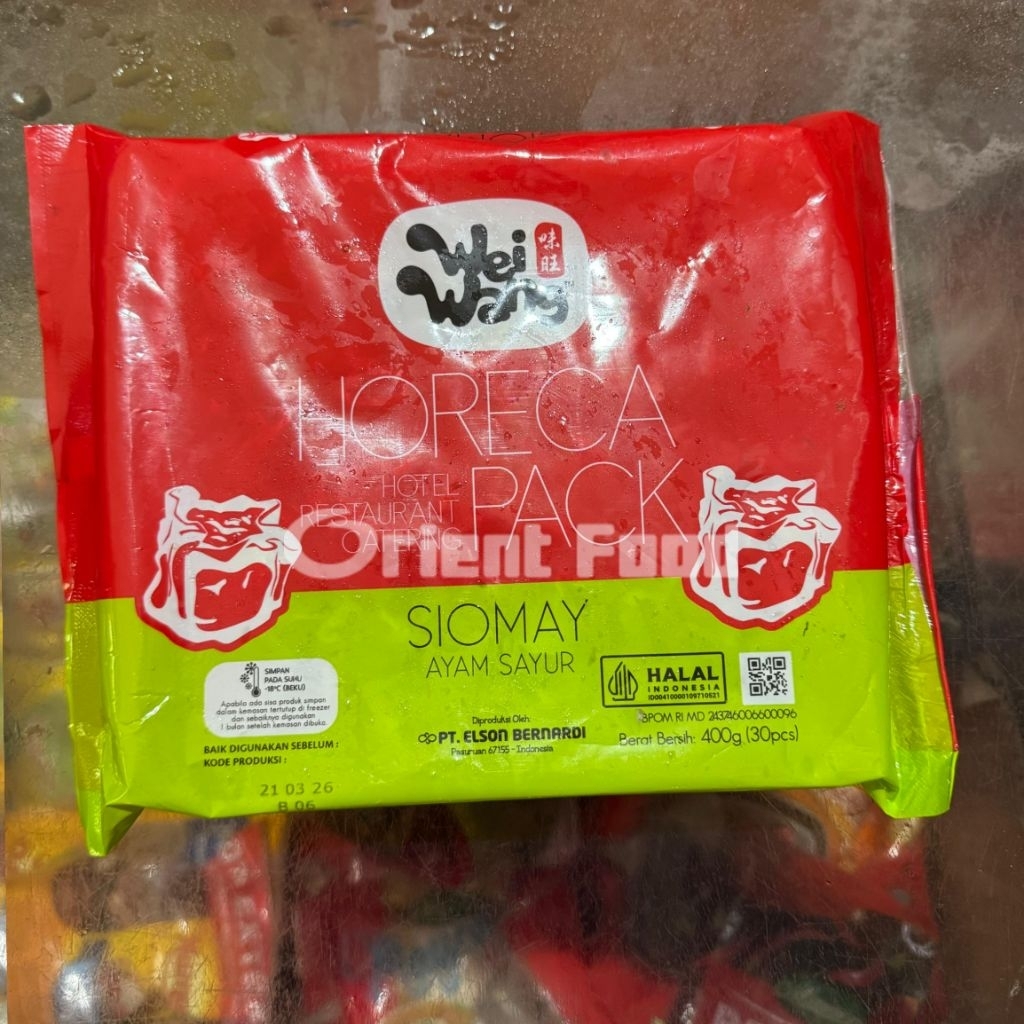 Wei
Wang
味旺
HORECA
PACK
HOTEL
RESTAURANT
CATERING
Orient Food
SIOMAY
AYAM SAYUR
SIMPAN
PADA SUHU
-18°C (BEKU)
Apabila ada sisa produk simpan
dalam kemasan tertutup di freezer
dan sebaiknya digunakan
1 bulan setelah kemasan dibuka.
BAIK DIGUNAKAN SEBELUM :
KODE PRODUKSI :
21 03 26
B 06
Diproduksi Oleh:
PT. ELSON BERNARDI
Pasuruan 67155 - Indonesia
HALAL
INDONESIA
ID00410000109710521
BPOM RI MD 243746006600096
Berat Bersih: 400g (30pcs)